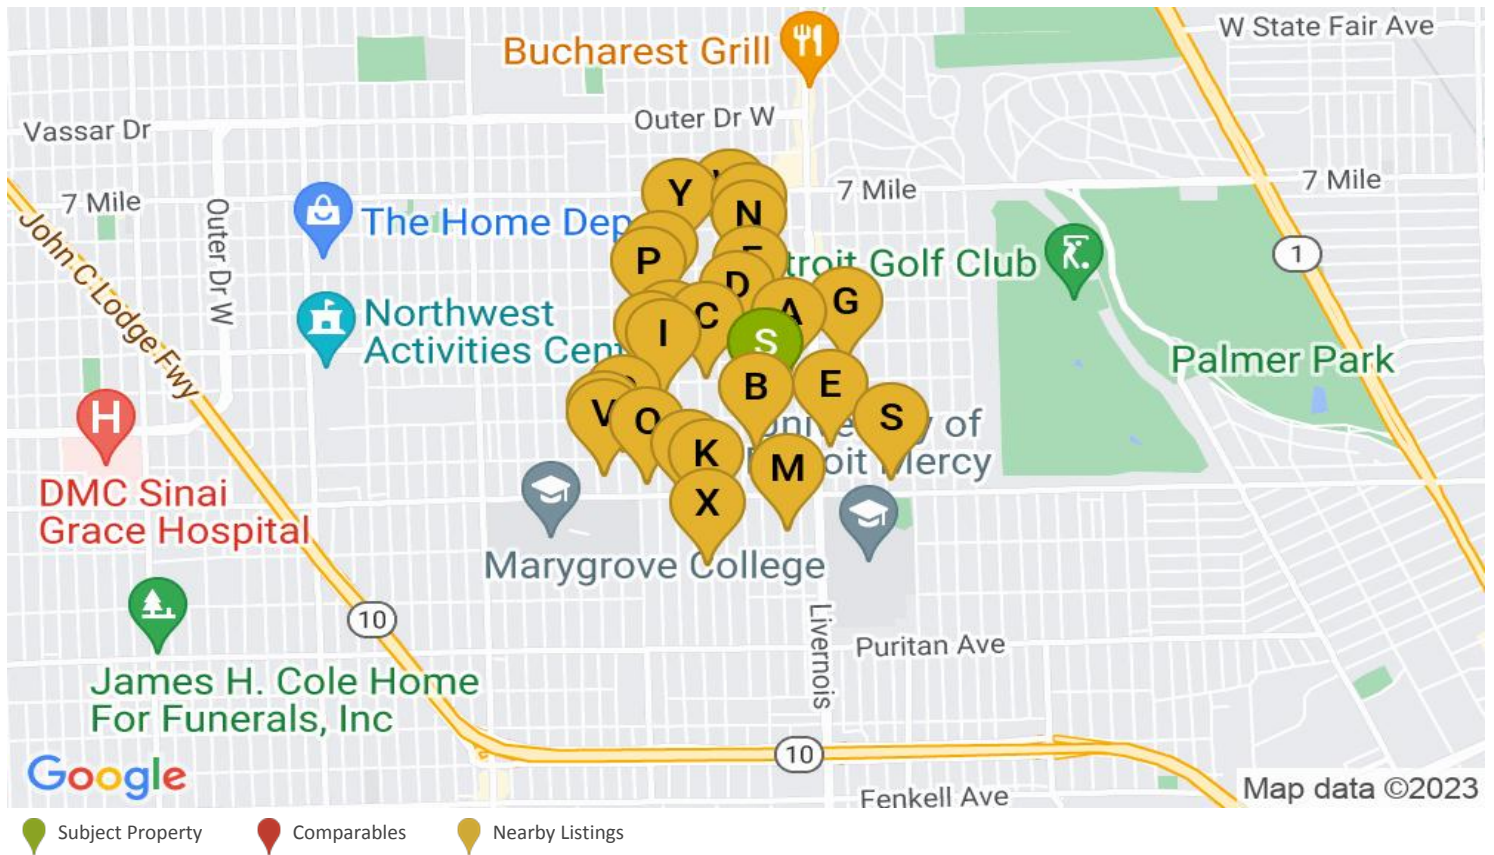 W State Fair Ave
Bucharest Grill
Outer Dr W
Vassar Dr
7 Mile
7 Mile
7 Mile
Y
N
John C Lodge Fwy
Outer Dr W
The Home Dep
P
1
troit Golf Club
D
A
G
C
Northwest
Activities Cen
I
S
Palmer Park
B
E
S
V
O
H
K
M
DMC Sinai
Grace Hospital
X
Marygrove College
10
Livernois
Puritan Ave
James H. Cole Home
For Funerals, Inc
10
Google
Fenkell Ave
Map data ©2023
Subject Property
Comparables
Nearby Listings